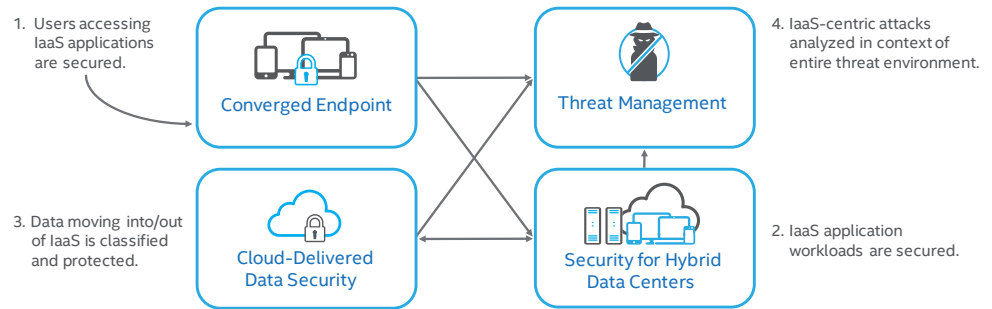 1. Users accessing
IaaS applications
are secured.
Converged Endpoint
Threat Management
4. IaaS-centric attacks
analyzed in context of
entire threat environment.
3. Data moving into/out
of IaaS is classified
and protected.
Cloud-Delivered
Data Security
Security for Hybrid
Data Centers
2. IaaS application
workloads are secured.